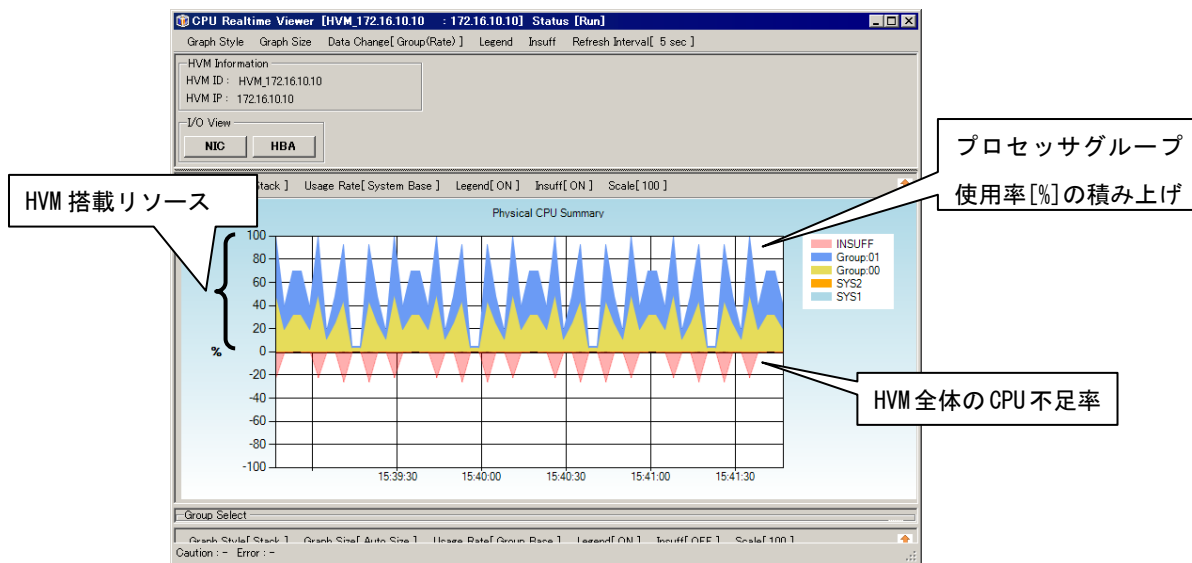 CPU Realtime Viewer [HVM_172.16.10.10 : 172.16.10.10] Status [Run]
Graph Style Graph Size Data Change[ Group(Rate) ] Legend Insuff Refresh Interval[ 5 sec ]
HVM Information
HVM ID : HVM_172.16.10.10
HVM IP : 172.16.10.10
I/O View
NIC HBA
プロセッサグループ
使用率[%]の積み上げ
HVM 搭載リソース
Stack ] Usage Rate[ System Base ] Legend[ ON ] Insuff[ ON ] Scale[ 100 ]
Physical CPU Summary
100
80
60
40
20
0
-20
-40
-60
-80
-100
%
INSUFF
Group:01
Group:00
SYS2
SYS1
HVM 全体の CPU 不足率
15:39:30 15:40:00 15:40:30 15:41:00 15:41:30
Group Select
Graph Style[ Stack ] Graph Size[ Auto Size ] Usage Rate[ Group Base ] Legend[ ON ] Insuff[ OFF ] Scale[ 100 ]
Caution : - Error : -